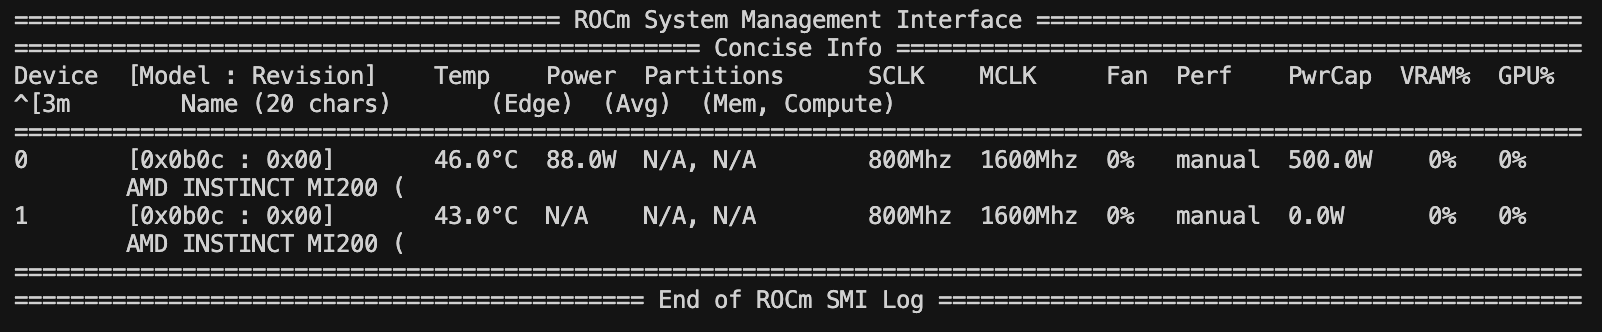 ======================================= ROCm System Management Interface =======================================
================================================= Concise Info =================================================
Device  [Model : Revision]    Temp    Power  Partitions      SCLK    MCLK     Fan  Perf    PwrCap  VRAM%  GPU%
^[3m        Name (20 chars)       (Edge)  (Avg)  (Mem, Compute)
================================================================================================================
0       [0x0b0c : 0x00]       46.0°C  88.0W  N/A, N/A        800Mhz  1600Mhz  0%   manual  500.0W    0%   0%
        AMD INSTINCT MI200 (
1       [0x0b0c : 0x00]       43.0°C  N/A    N/A, N/A        800Mhz  1600Mhz  0%   manual  0.0W      0%   0%
        AMD INSTINCT MI200 (
================================================================================================================
============================================= End of ROCm SMI Log ==============================================